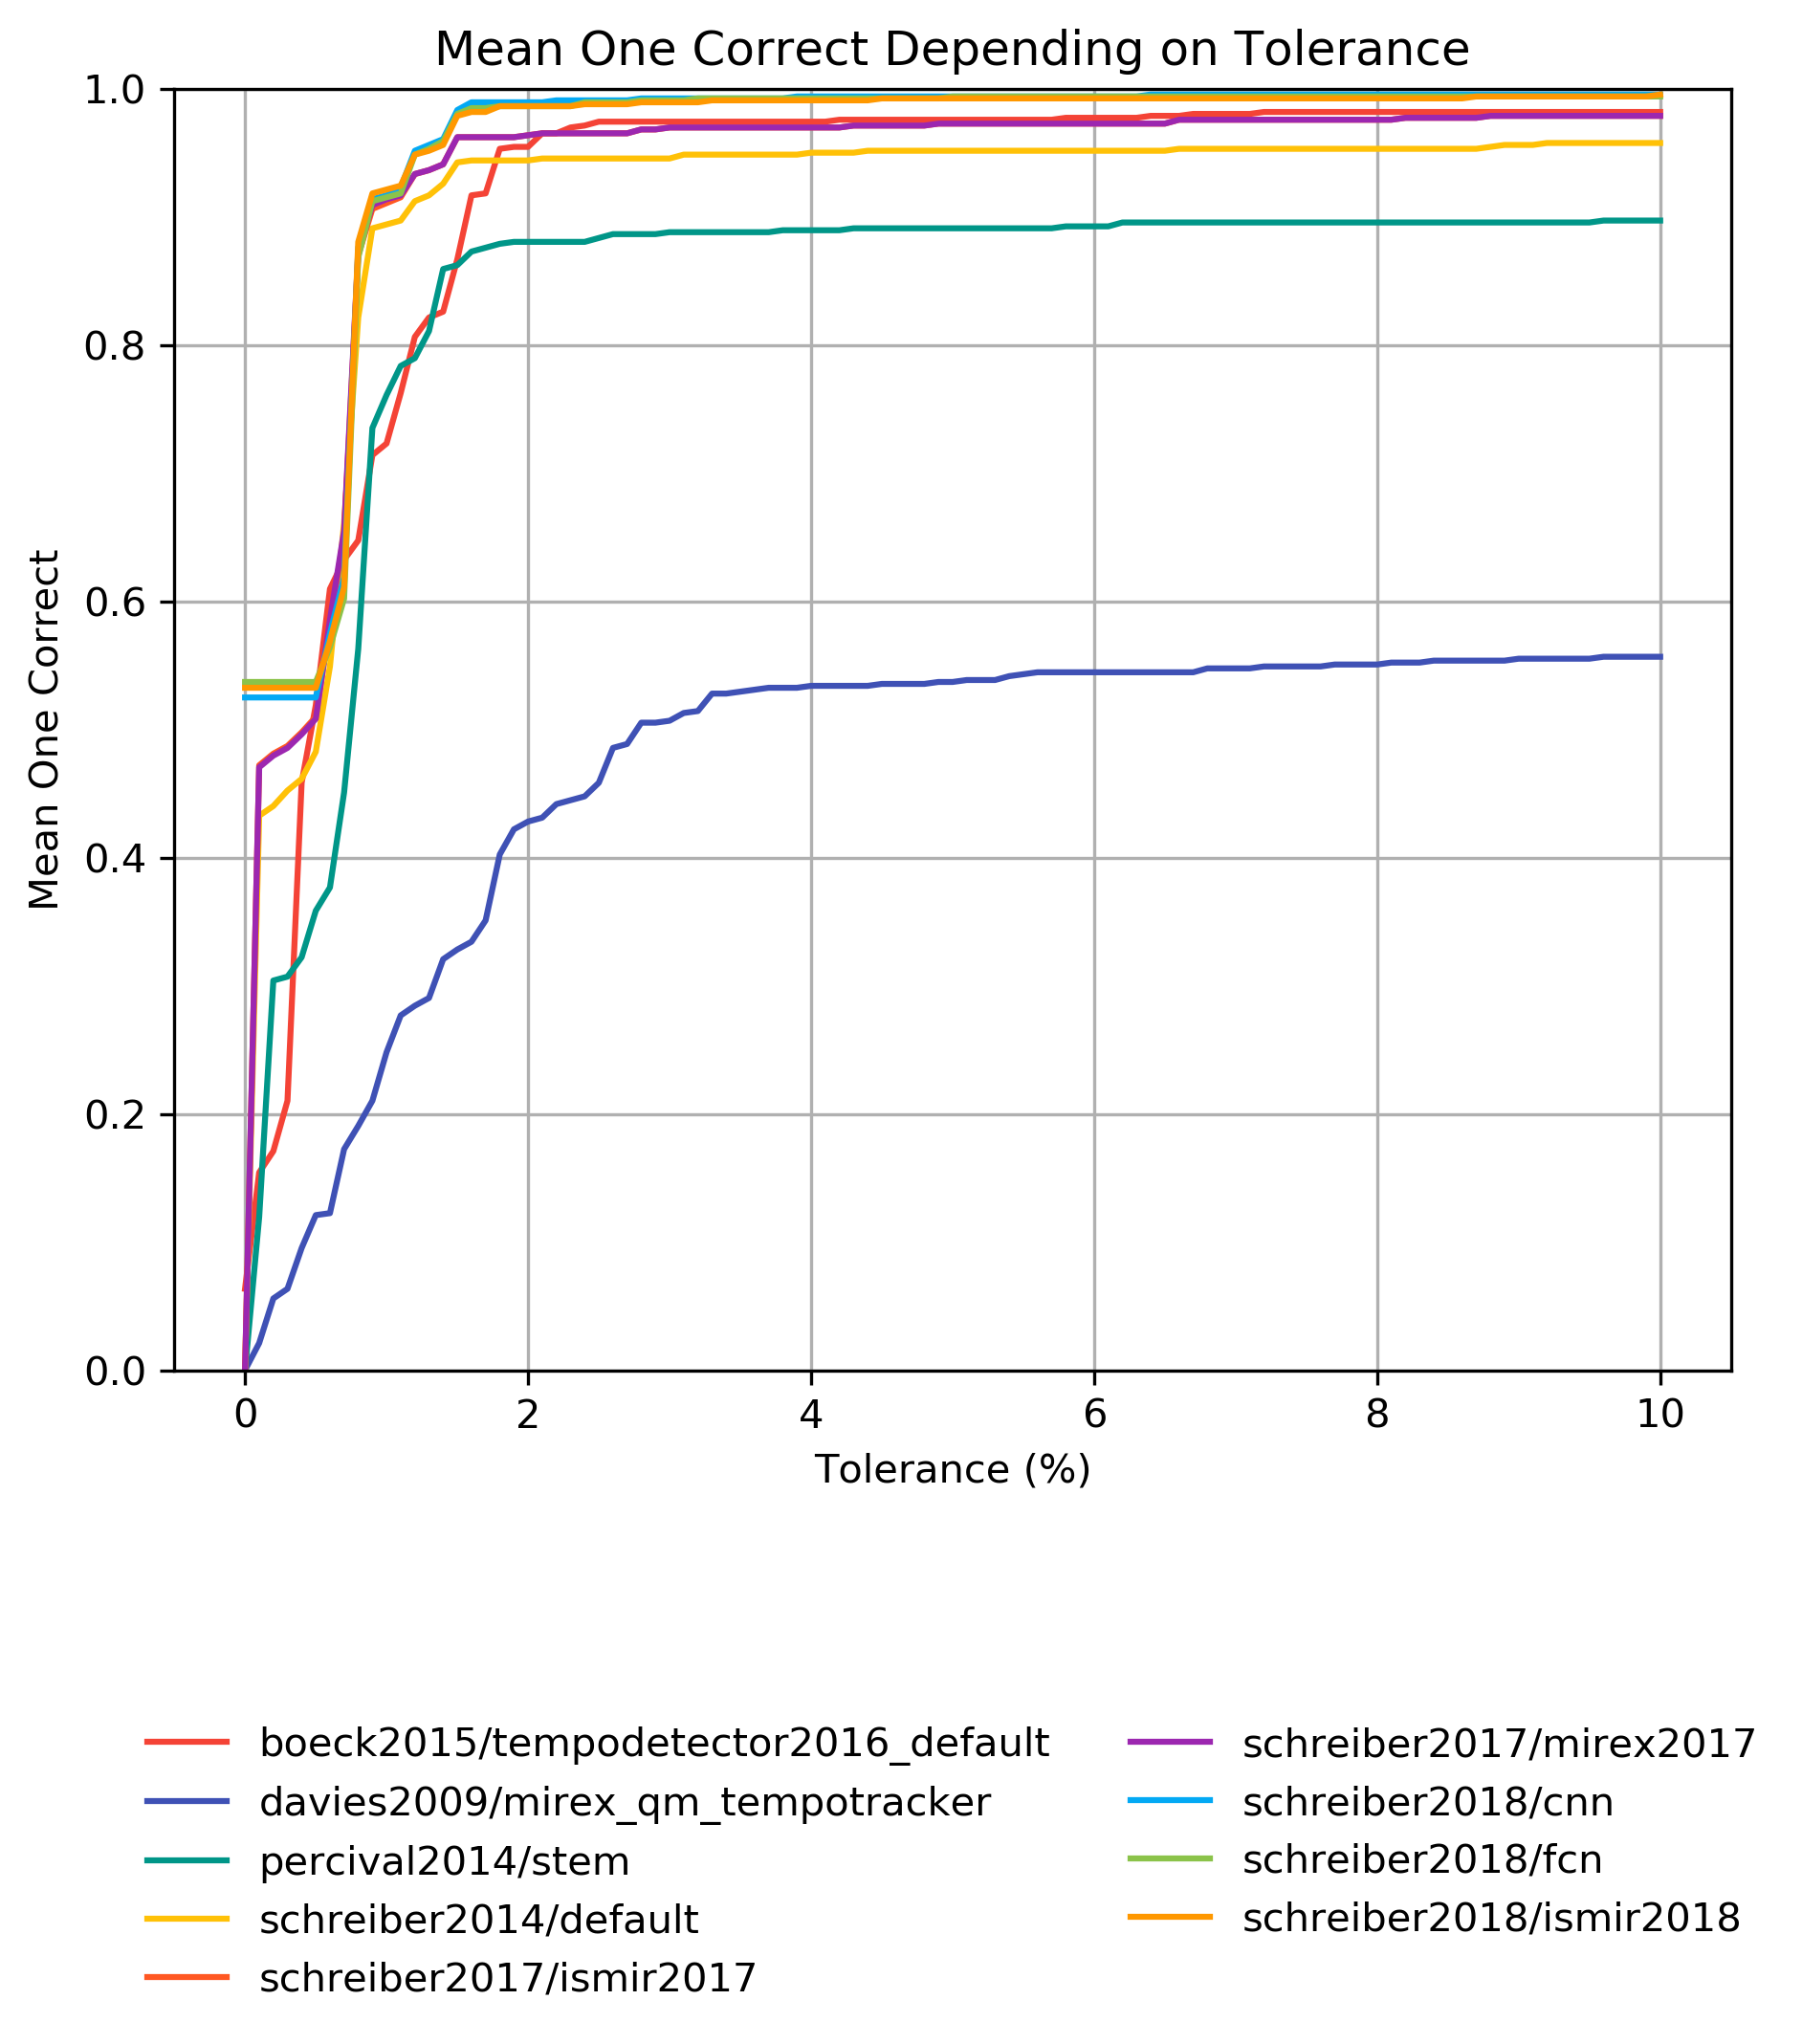 Mean One Correct Depending on Tolerance
1.0
0.8
0.6
0.4
0.2
0.0
Mean One Correct
0 2 4 6 8 10
Tolerance (%)
boeck2015/tempodetector2016_default
davies2009/mirex_qm_tempotracker
percival2014/stem
schreiber2014/default
schreiber2017/ismir2017
schreiber2017/mirex2017
schreiber2018/cnn
schreiber2018/fcn
schreiber2018/ismir2018